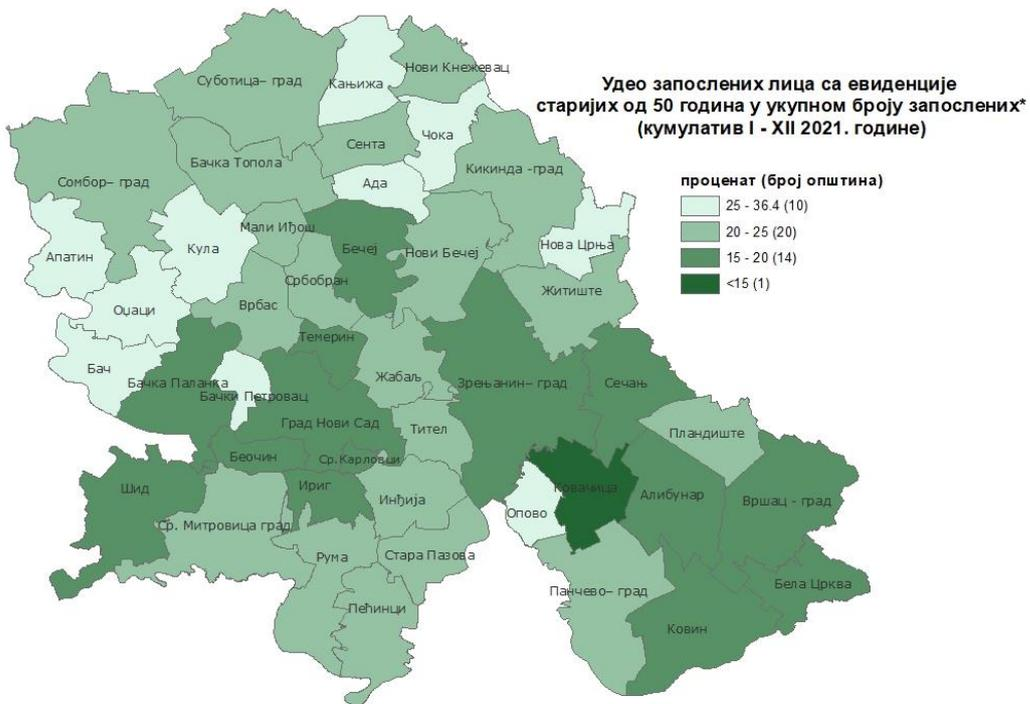 Удео запослених лица са евиденције
старијих од 50 година у укупном броју запослених*
(кумулатив I - XII 2021. године)
проценат (број општина)
25 - 36.4 (10)
20 - 25 (20)
15 - 20 (14)
<15 (1)
Суботица– град
Кањижа
Нови Кнежевац
Чока
Сента
Бачка Топола
Кикинда -град
Сомбор– град
Ада
Мали Иђош
Бечеј
Нови Бечеј
Нова Црња
Кула
Апатин
Србобран
Житиште
Врбас
Оџаци
Темерин
Бач
Бачка Паланка
Жабаљ
Зрењанин– град
Сечањ
Бачки Петровац
Град Нови Сад
Тител
Пландиште
Беочин
Ср.Карловци
Шид
Ириг
Ковачица
Алибунар
Вршац - град
Инђија
Опово
Ср. Митровица град
Рума
Стара Пазова
Бела Црква
Панчево– град
Пећинци
Ковин